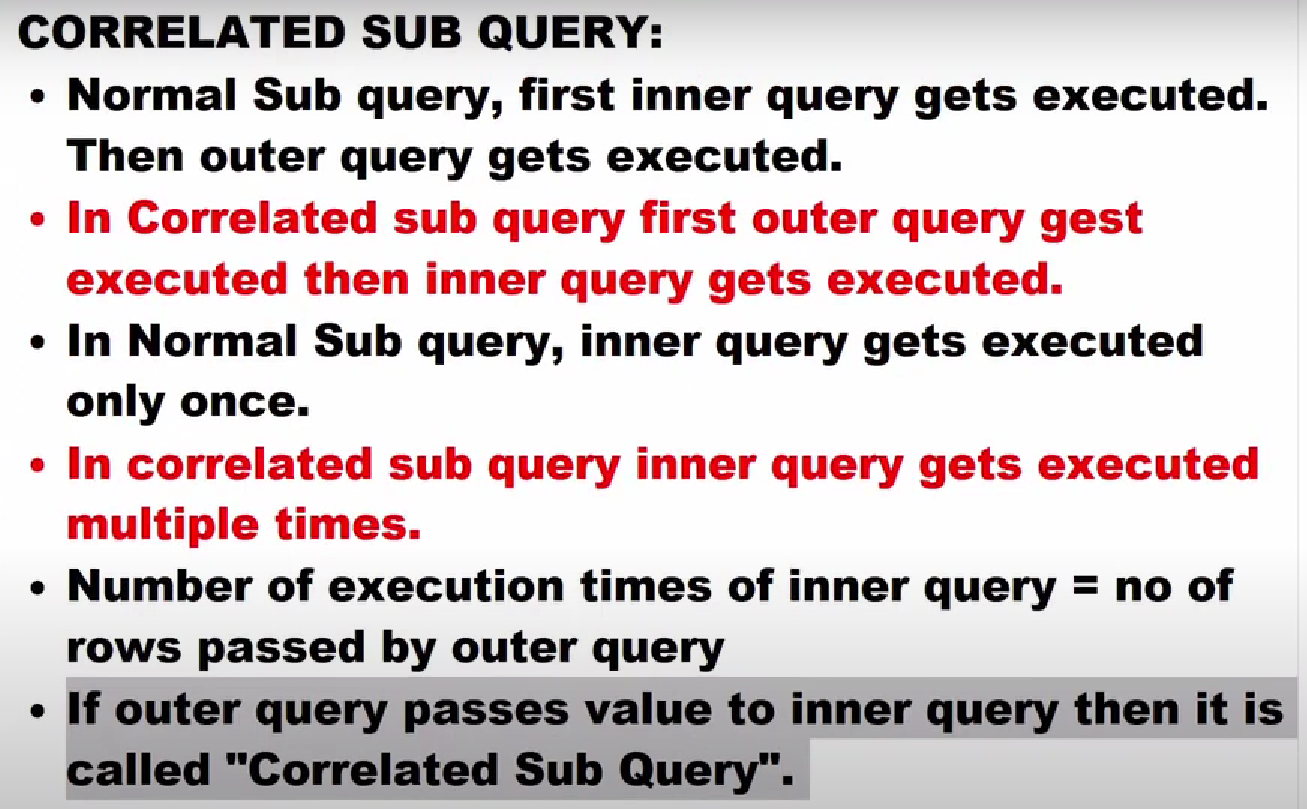 CORRELATED SUB QUERY:
• Normal Sub query, first inner query gets executed.
Then outer query gets executed.
• In Correlated sub query first outer query gest
executed then inner query gets executed.
• In Normal Sub query, inner query gets executed
only once.
• In correlated sub query inner query gets executed
multiple times.
• Number of execution times of inner query = no of
rows passed by outer query
• If outer query passes value to inner query then it is
called "Correlated Sub Query".